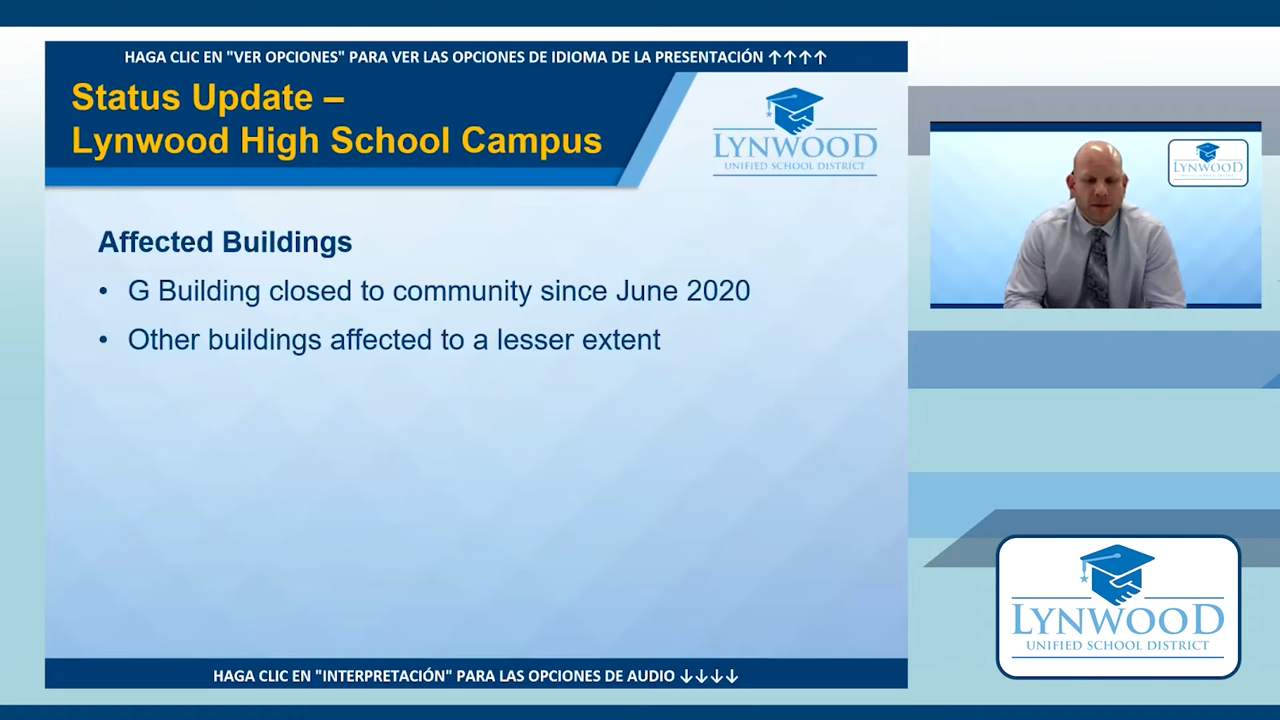 HAGA CLIC EN "VER OPCIONES" PARA VER LAS OPCIONES DE IDIOMA DE LA PRESENTACIÓN ↑↑↑↑
Status Update –
Lynwood High School Campus
LYNWOOD
UNIFIED SCHOOL DISTRICT
Affected Buildings
• G Building closed to community since June 2020
• Other buildings affected to a lesser extent
HAGA CLIC EN "INTERPRETACIÓN" PARA LAS OPCIONES DE AUDIO ↓↓↓↓
LYNWOOD
LYNWOOD
UNIFIED SCHOOL DISTRICT